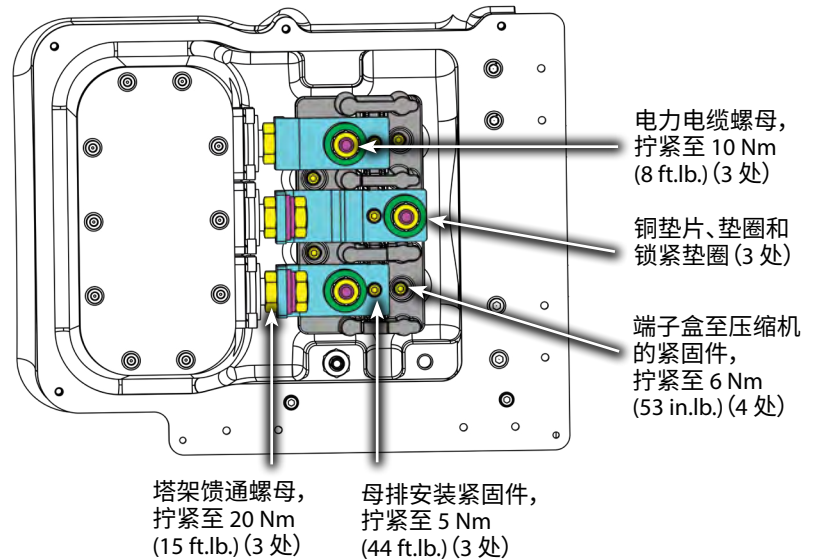 电力电缆螺母，
拧紧至 10 Nm
(8 ft.lb.)（3 处）
铜垫片、垫圈和
锁紧垫圈（3 处）
端子盒至压缩机
的紧固件，
拧紧至 6 Nm
(53 in.lb.)（4 处）
塔架馈通螺母，
拧紧至 20 Nm
(15 ft.lb.)（3 处）
母排安装紧固件，
拧紧至 5 Nm
(44 ft.lb.)（3 处）